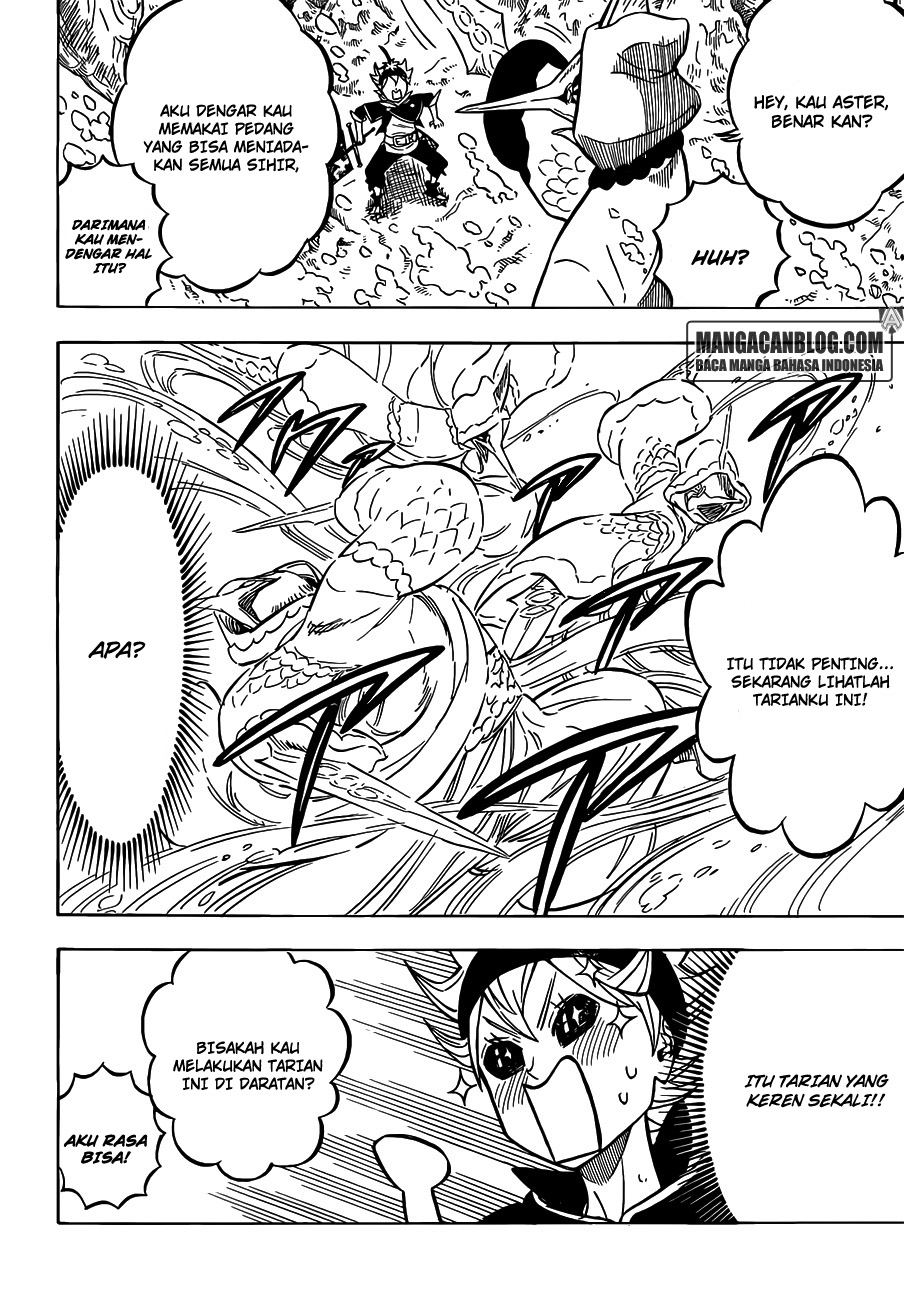 HEY, KAU ASTER,
BENAR KAN?
HUH?
AKU DENGAR KAU
MEMAKAI PEDANG
YANG BISA MENIADA-
KAN SEMUA SIHIR,
DARIMANA
KAU MEN-
DENGAR HAL
ITU?
MANGACANBLOG.COM
BACA MANGA BAHASA INDONESIA
ITU TIDAK PENTING...
SEKARANG LIHATLAH
TARIANKU INI!
APA?
ITU TARIAN YANG
KEREN SEKALI!!
BISAKAH KAU
MELAKUKAN TARIAN
INI DI DARATAN?
AKU RASA
BISA!